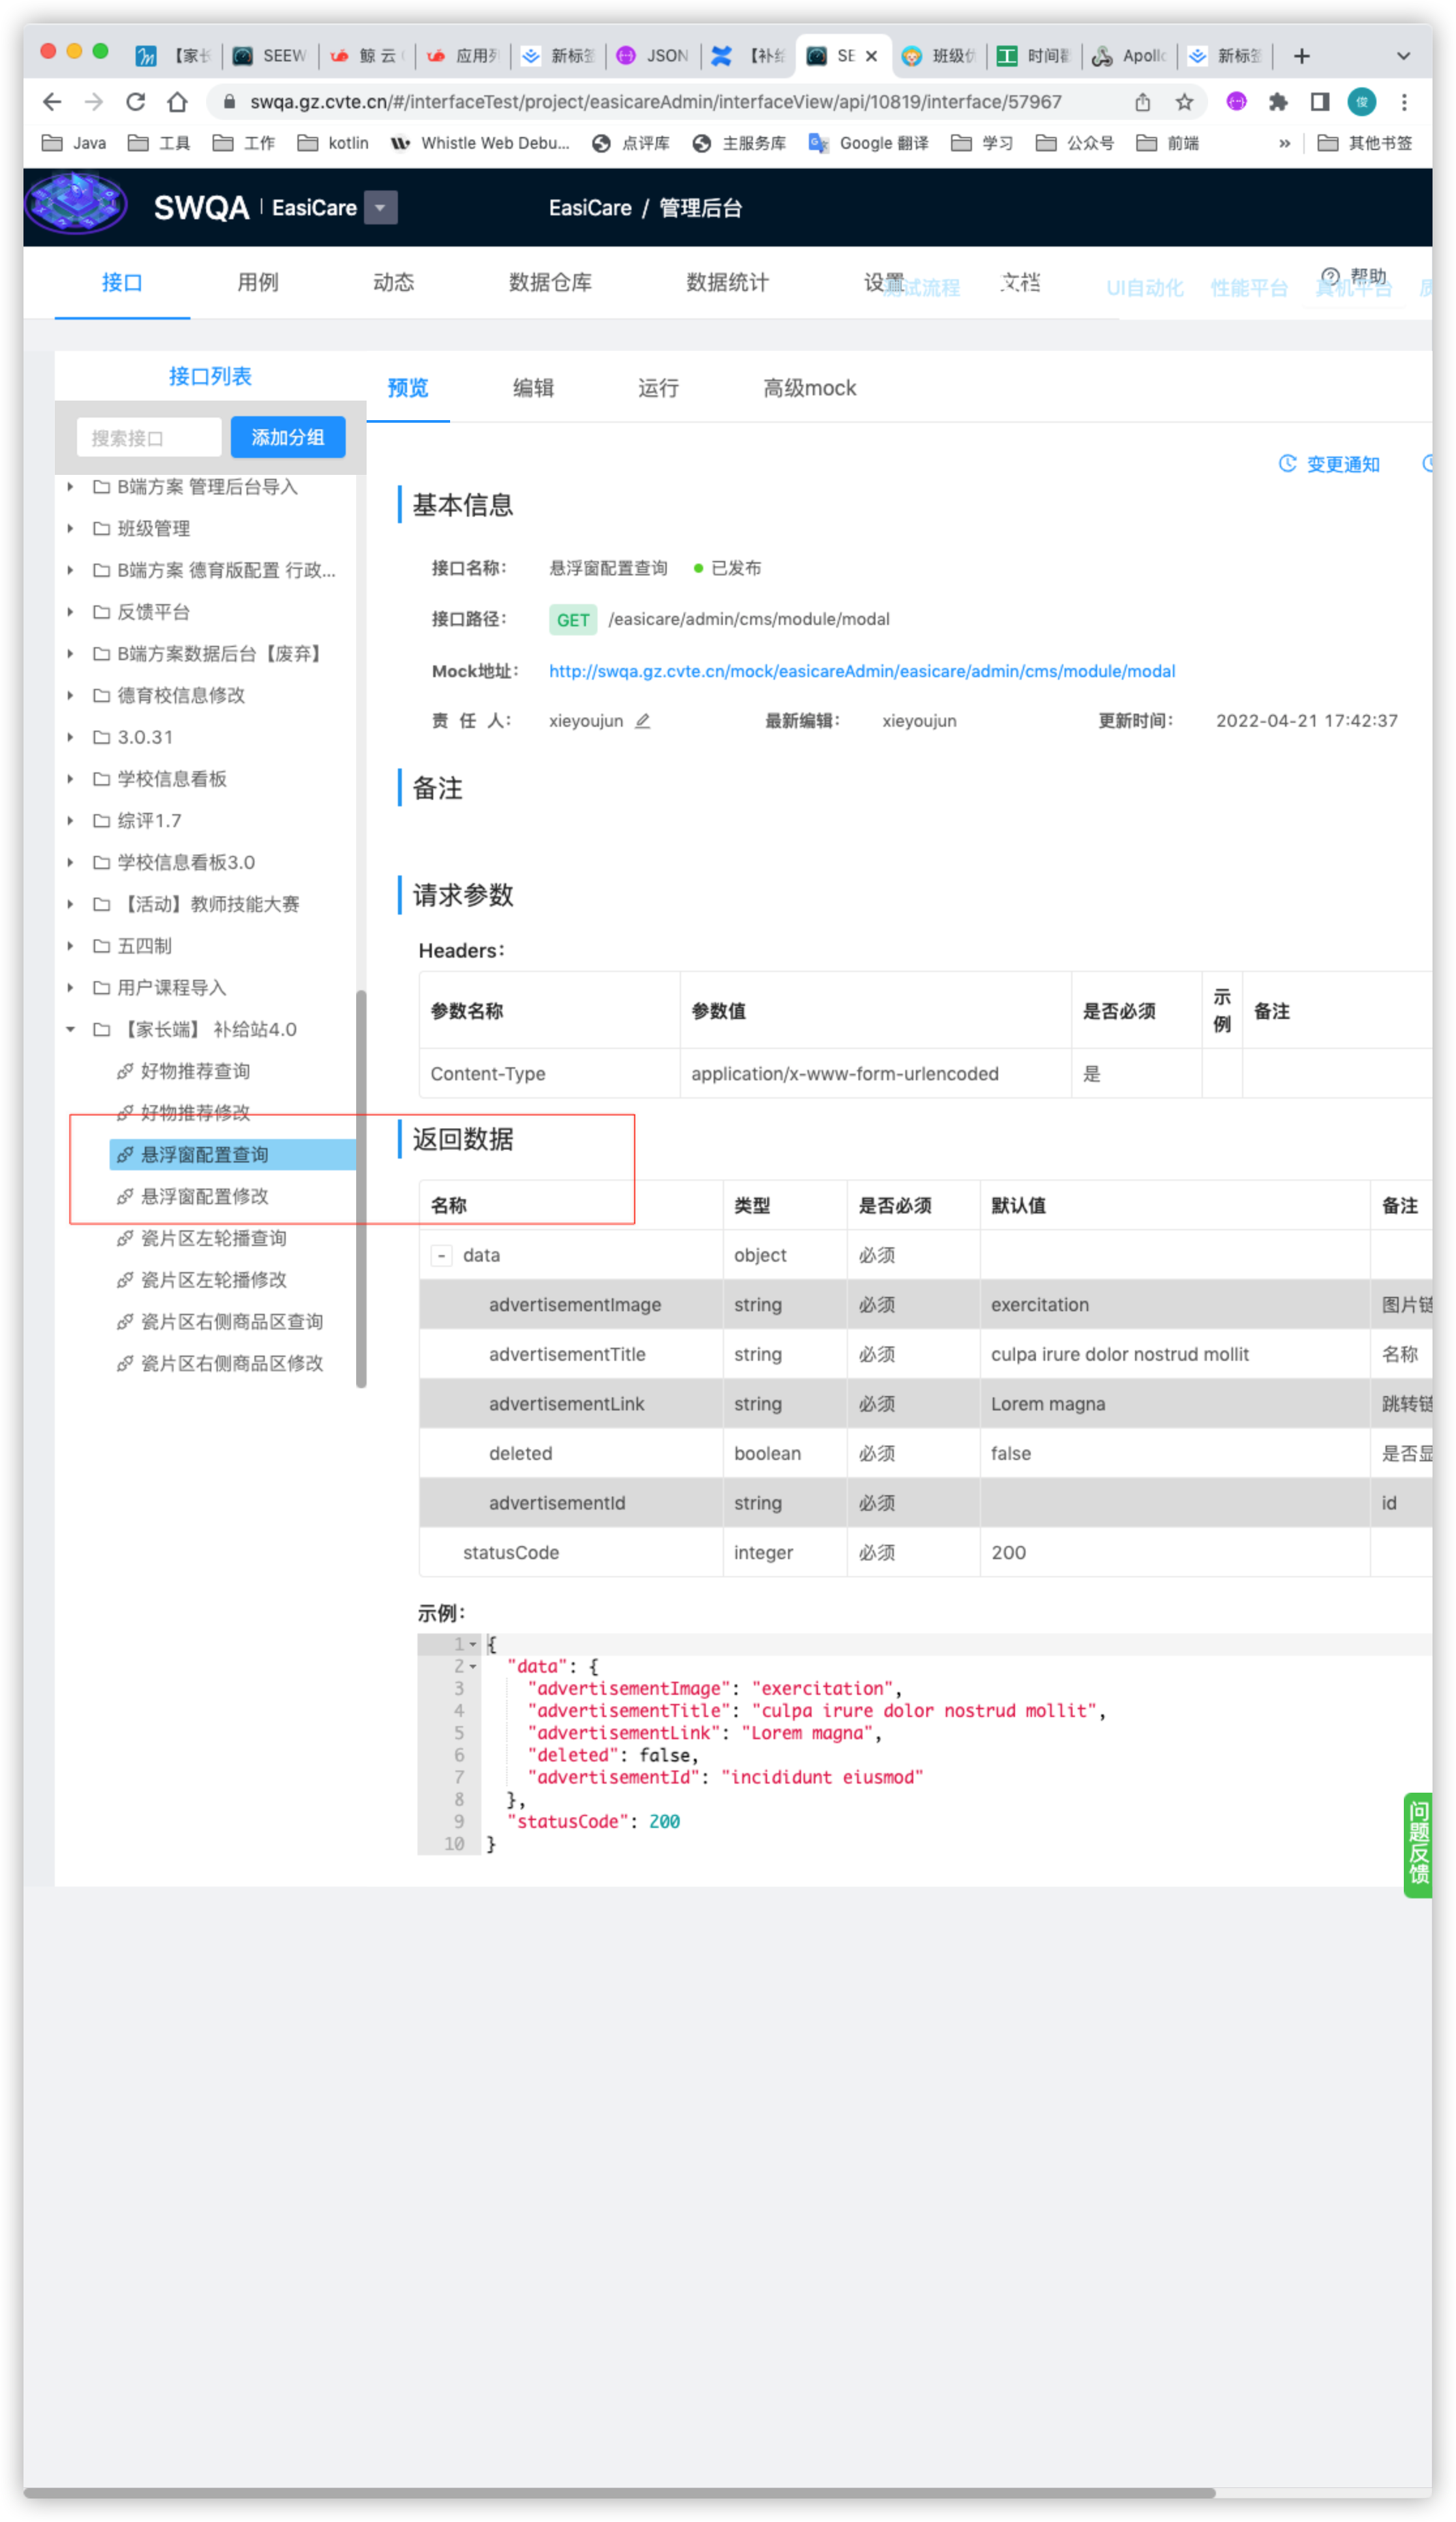 【家长
SEEW
鲸 云
应用列
新标签
JSON
【补给
SE
班级优
时间戳
Apollo
新标签
swqa.gz.cvte.cn/#/interfaceTest/project/easicareAdmin/interfaceView/api/10819/interface/57967
俊
Java 工具 工作 kotlin Whistle Web Debu... 点评库 主服务库 Google 翻译 学习 公众号 前端 » 其他书签
SWQA EasiCare EasiCare / 管理后台
接口 用例 动态 数据仓库 数据统计 设置 文档 帮助
测试流程 UI自动化 性能平台 真机平台
接口列表
搜索接口 添加分组
B端方案 管理后台导入
班级管理
B端方案 德育版配置 行政...
反馈平台
B端方案数据后台【废弃】
德育校信息修改
3.0.31
学校信息看板
综评1.7
学校信息看板3.0
【活动】教师技能大赛
五四制
用户课程导入
【家长端】 补给站4.0
好物推荐查询
好物推荐修改
悬浮窗配置查询
悬浮窗配置修改
瓷片区左轮播查询
瓷片区左轮播修改
瓷片区右侧商品区查询
瓷片区右侧商品区修改
预览 编辑 运行 高级mock
变更通知
基本信息
接口名称： 悬浮窗配置查询 已发布
接口路径： GET /easicare/admin/cms/module/modal
Mock地址： http://swqa.gz.cvte.cn/mock/easicareAdmin/easicare/admin/cms/module/modal
责 任 人： xieyoujun 最新编辑： xieyoujun 更新时间： 2022-04-21 17:42:37
备注
请求参数
Headers：
参数名称 参数值 是否必须 示例 备注
Content-Type application/x-www-form-urlencoded 是
返回数据
名称 类型 是否必须 默认值 备注
- data object 必须
advertisementImage string 必须 exercitation 图片链
advertisementTitle string 必须 culpa irure dolor nostrud mollit 名称
advertisementLink string 必须 Lorem magna 跳转链
deleted boolean 必须 false 是否显
advertisementId string 必须 id
statusCode integer 必须 200
示例：
1 {
2 "data": {
3 "advertisementImage": "exercitation",
4 "advertisementTitle": "culpa irure dolor nostrud mollit",
5 "advertisementLink": "Lorem magna",
6 "deleted": false,
7 "advertisementId": "incididunt eiusmod"
8 },
9 "statusCode": 200
10 }
问题反馈